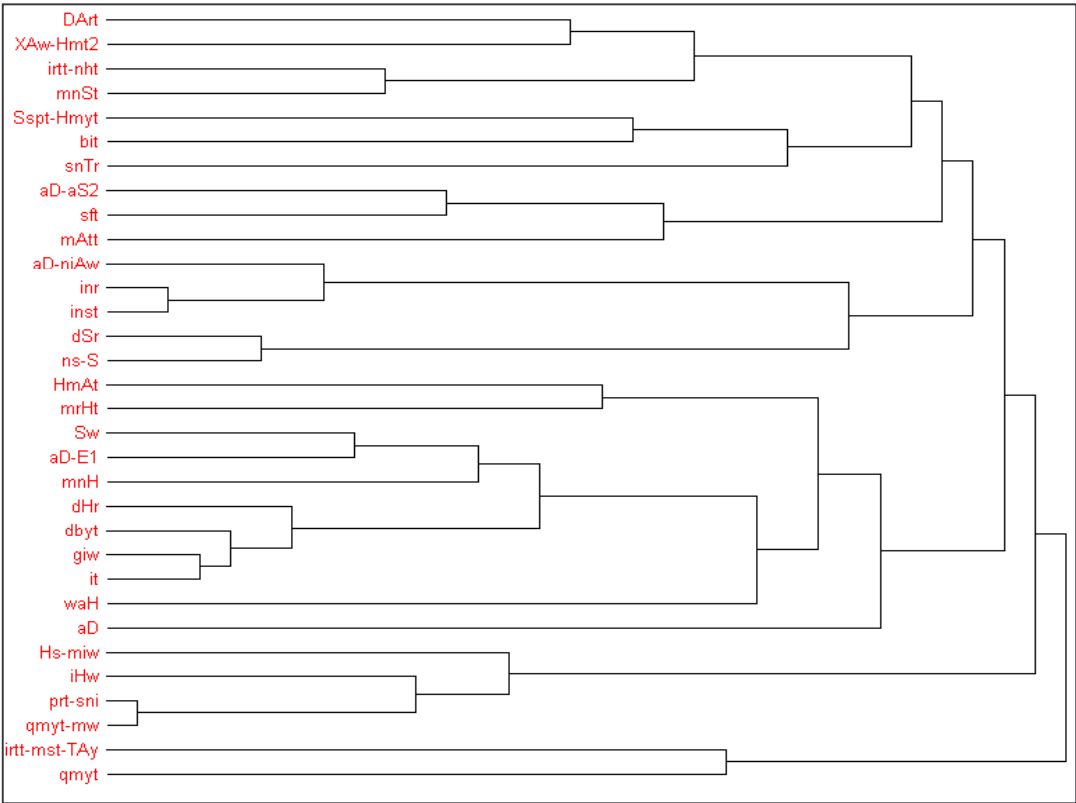 DArt
XAw-Hmt2
irtt-nht
mnSt
Sspt-Hmyt
bit
snTr
aD-aS2
sft
mAtt
aD-niAw
inr
inst
dSr
ns-S
HmAt
mrHt
Sw
aD-E1
mnH
dHr
dbyt
giw
it
waH
aD
Hs-miw
iHw
prt-sni
qmyt-mw
irtt-mst-TAy
qmyt